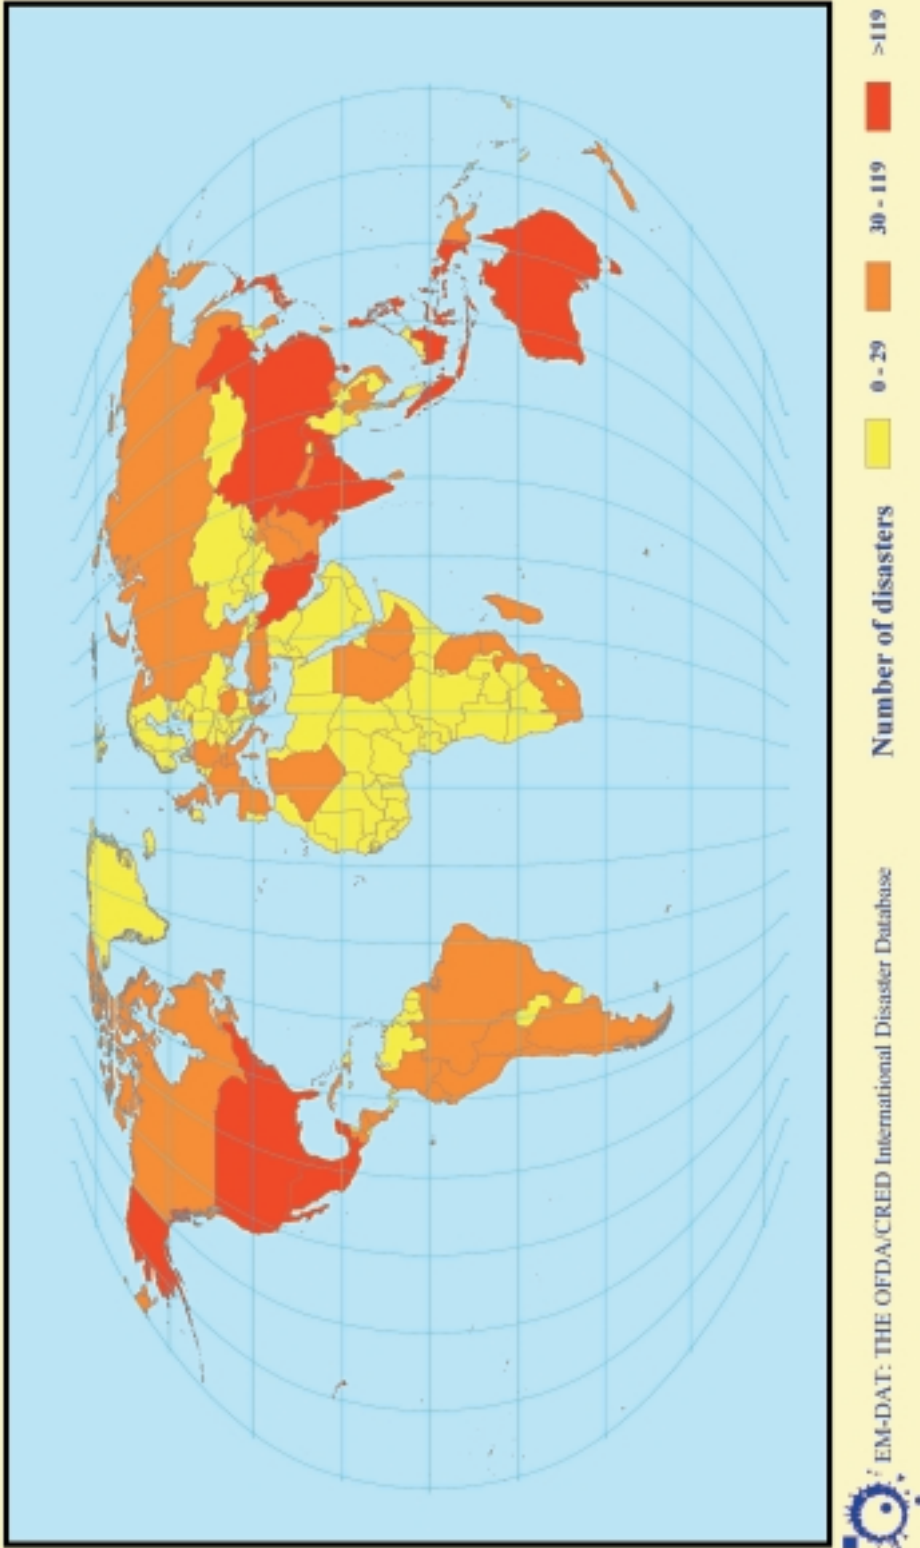 Number of disasters 0 - 29 30 - 119 >119
EM-DAT: THE OFDA/CRED International Disaster Database